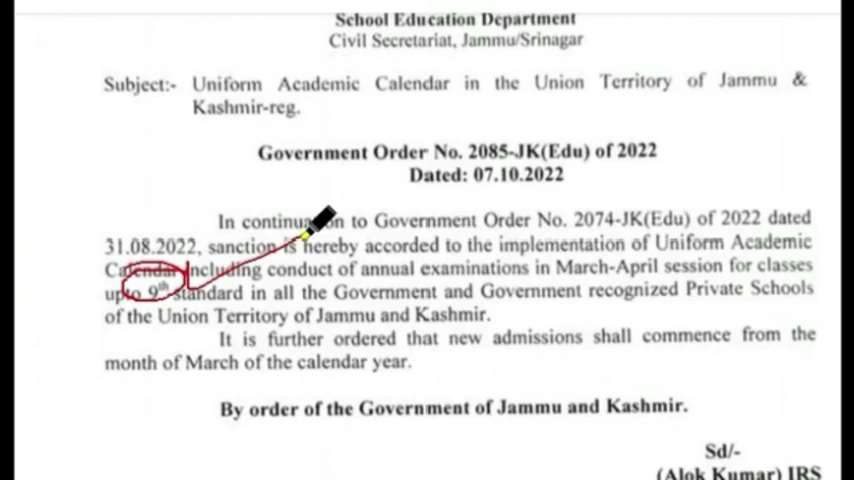 School Education Department
Civil Secretariat, Jammu/Srinagar
Subject:- Uniform Academic Calendar in the Union Territory of Jammu &
Kashmir-reg.
Government Order No. 2085-JK(Edu) of 2022
Dated: 07.10.2022
In continuation to Government Order No. 2074-JK(Edu) of 2022 dated
31.08.2022, sanction is hereby accorded to the implementation of Uniform Academic
Calendar including conduct of annual examinations in March-April session for classes
upto 9th standard in all the Government and Government recognized Private Schools
of the Union Territory of Jammu and Kashmir.
It is further ordered that new admissions shall commence from the
month of March of the calendar year.
By order of the Government of Jammu and Kashmir.
Sd/-
(Alok Kumar) IRS